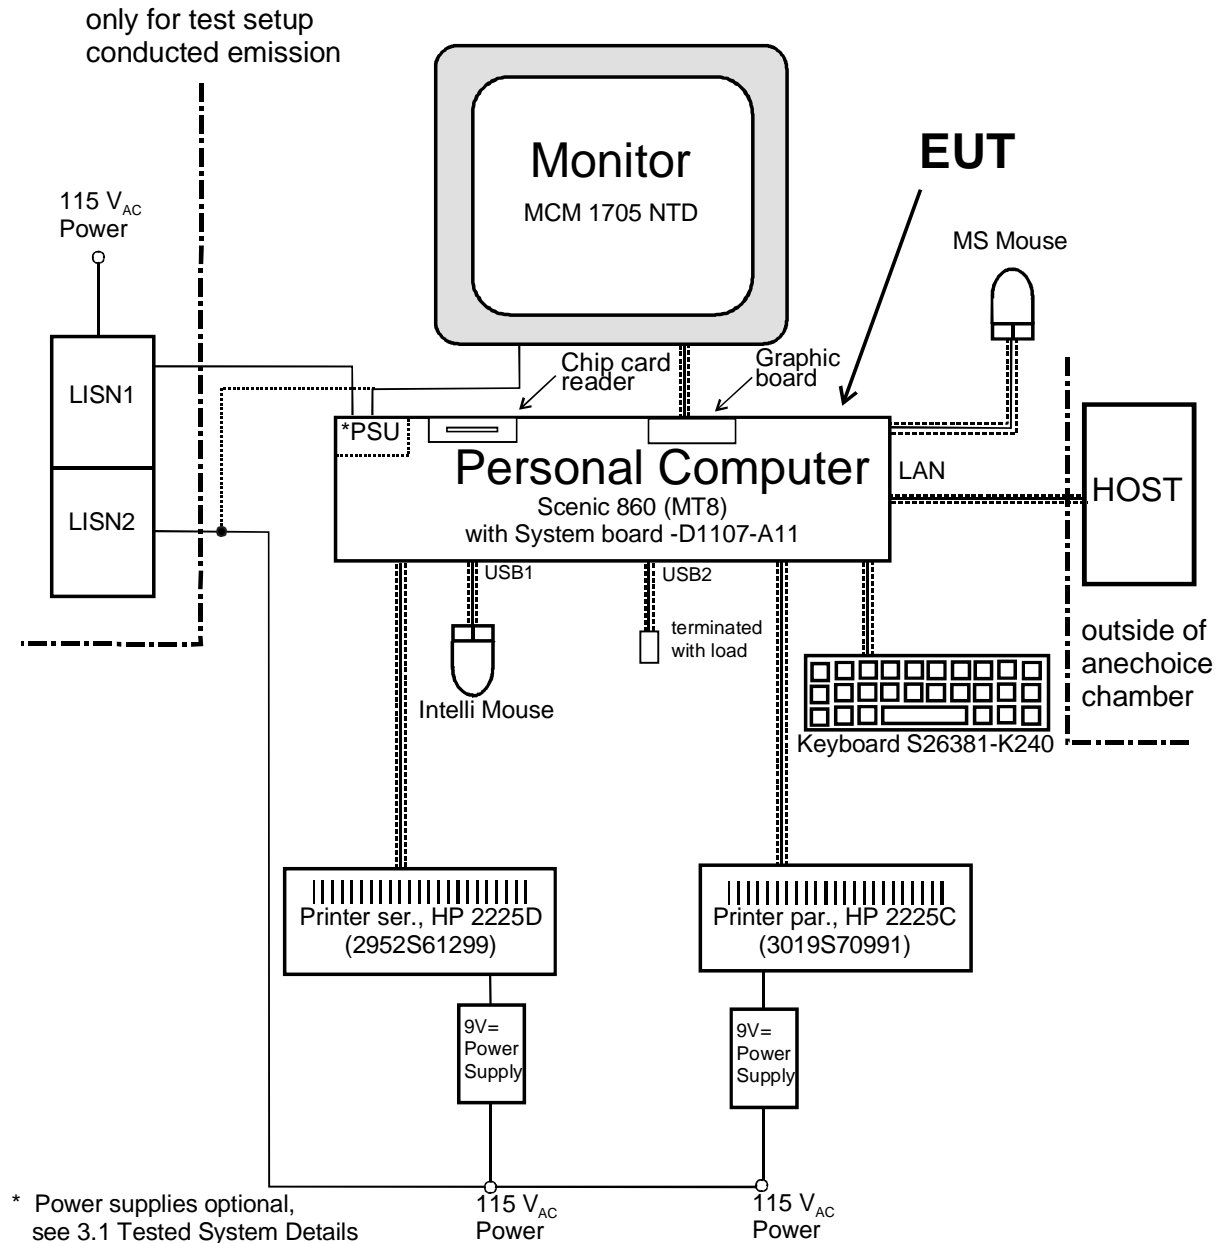 only for test setup
conducted emission
Monitor
MCM 1705 NTD
EUT
115 VAC
Power
MS Mouse
LISN1
LISN2
Chip card
reader
Graphic
board
*PSU
Personal Computer
Scenic 860 (MT8)
with System board -D1107-A11
LAN
HOST
USB1
USB2
terminated
with load
Intelli Mouse
Keyboard S26381-K240
outside of
anechoice
chamber
Printer ser., HP 2225D
(2952S61299)
Printer par., HP 2225C
(3019S70991)
9V=
Power
Supply
9V=
Power
Supply
* Power supplies optional,
see 3.1 Tested System Details
115 VAC
Power
115 VAC
Power